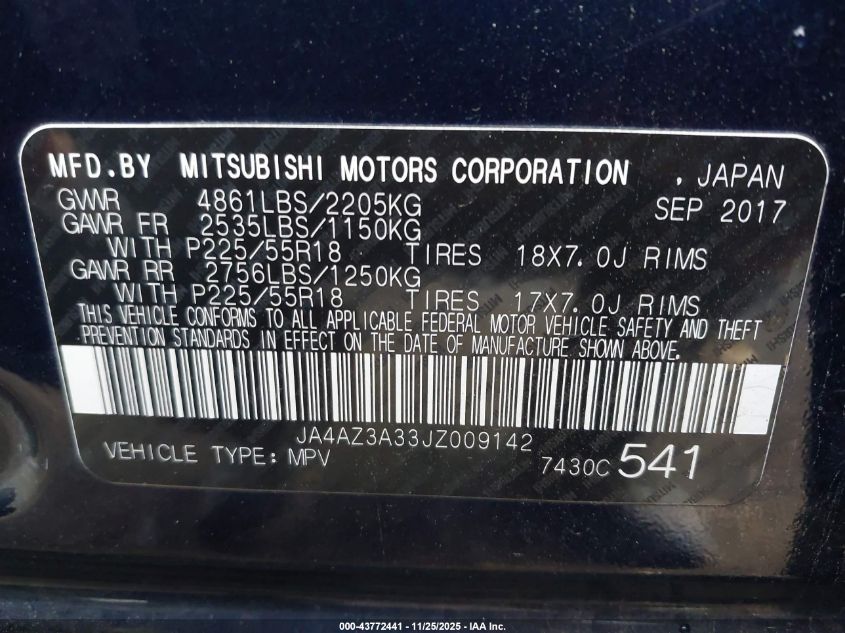 MFD.BY MITSUBISHI MOTORS CORPORATION . JAPAN
GVWR 4861LBS/2205KG SEP 2017
GAWR FR 2535LBS/1150KG
WITH P225/55R18 TIRES 18X7.0J RIMS
GAWR RR 2756LBS/1250KG
WITH P225/55R18 TIRES 17X7.0J RIMS
THIS VEHICLE CONFORMS TO ALL APPLICABLE FEDERAL MOTOR VEHICLE SAFETY AND THEFT
PREVENTION STANDARDS IN EFFECT ON THE DATE OF MANUFACTURE SHOWN ABOVE.
JA4AZ3A33JZ009142
VEHICLE TYPE: MPV 7430C 541
000-43772441 - 11/25/2025 - IAA Inc.